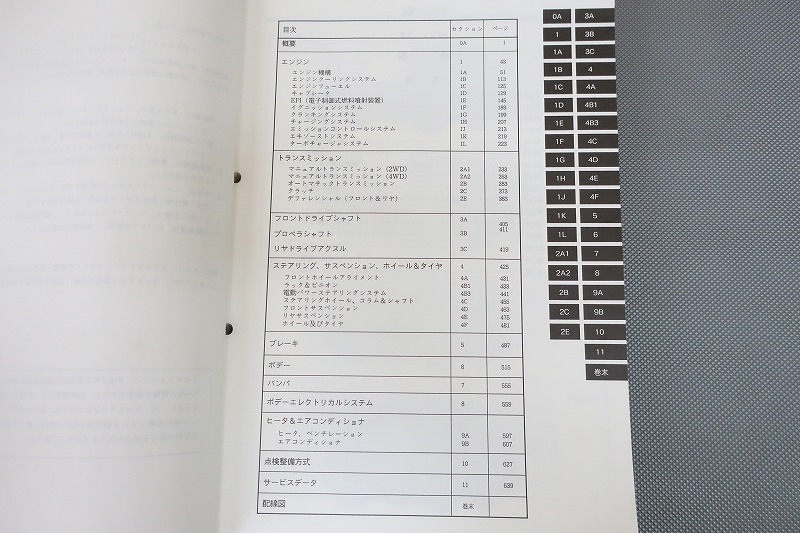 目次 セクション ページ
概要 0A 1
エンジン 1 43
エンジン機構 1A 51
エンジンクーリングシステム 1B 113
エンジンフューエル 1C 125
キャブレータ 1D 129
EPI（電子制御式燃料噴射装置） 1E 145
イグニッションシステム 1F 189
クランキングシステム 1G 199
チャージングシステム 1H 207
エミッションコントロールシステム 1J 213
エキゾーストシステム 1K 219
ターボチャージャシステム 1L 223
トランスミッション
マニュアルトランスミッション（2WD） 2A1 233
マニュアルトランスミッション（4WD） 2A2 253
オートマチックトランスミッション 2B 283
クラッチ 2C 373
デファレンシャル（フロント＆リヤ） 2E 383
フロントドライブシャフト 3A 405
プロペラシャフト 3B 411
リヤドライブアクスル 3C 419
ステアリング、サスペンション、ホイール＆タイヤ 4 425
フロントホイールアライメント 4A 431
ラック＆ピニオン 4B1 433
電動パワーステアリングシステム 4B3 441
ステアリングホイール、コラム＆シャフト 4C 455
フロントサスペンション 4D 463
リヤサスペンション 4E 475
ホイール及びタイヤ 4F 481
ブレーキ 5 487
ボデー 6 515
バンパ 7 555
ボデーエレクトリカルシステム 8 559
ヒータ＆エアコンディショナ
ヒータ、ベンチレーション 9A 597
エアコンディショナ 9B 607
点検整備方式 10 627
サービスデータ 11 639
配線図 巻末
0A 3A
1 3B
1A 3C
1B 4
1C 4A
1D 4B1
1E 4B3
1F 4C
1G 4D
1H 4E
1J 4F
1K 5
1L 6
2A1 7
2A2 8
2B 9A
2C 9B
2E 10
11
巻末